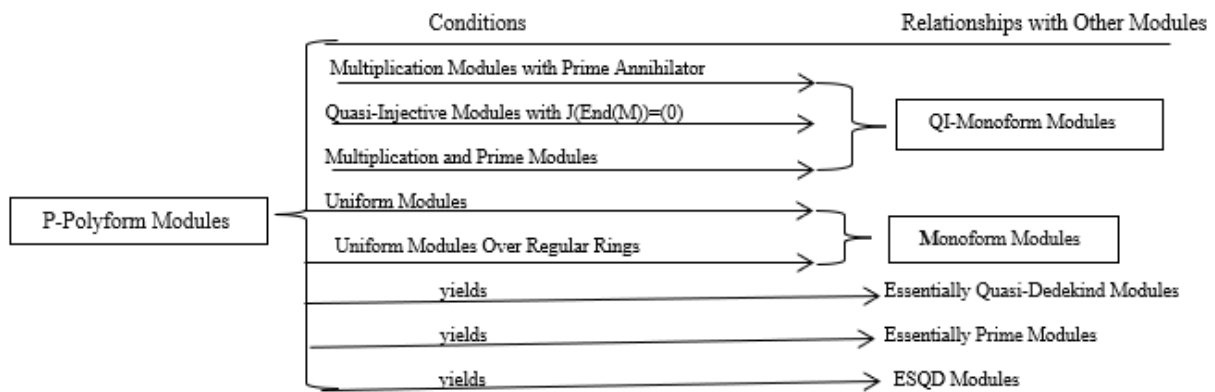 Conditions
Relationships with Other Modules
Multiplication Modules with Prime Annihilator
Quasi-Injective Modules with J(End(M))=(0)
QI-Monoform Modules
Multiplication and Prime Modules
Uniform Modules
P-Polyform Modules
Monoform Modules
Uniform Modules Over Regular Rings
yields
Essentially Quasi-Dedekind Modules
yields
Essentially Prime Modules
yields
ESQD Modules